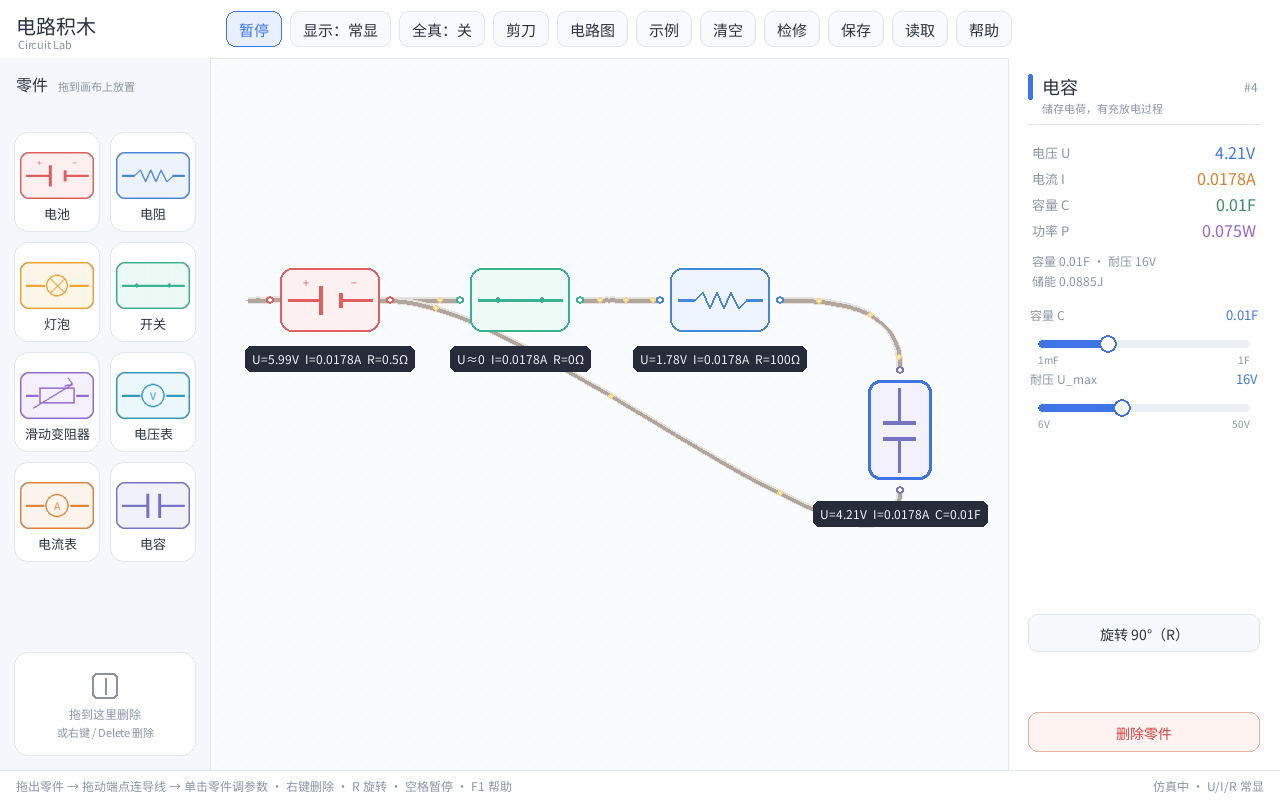 电路积木
Circuit Lab
暂停
显示：常显
全真：关
剪刀
电路图
示例
清空
检修
保存
读取
帮助
零件
拖到画布上放置
+
−
电池
电阻
灯泡
开关
滑动变阻器
V
电压表
A
电流表
电容
拖到这里删除
或右键 / Delete 删除
+
−
U=5.99V I=0.0178A R=0.5Ω
U≈0 I=0.0178A R=0Ω
U=1.78V I=0.0178A R=100Ω
U=4.21V I=0.0178A C=0.01F
电容
#4
储存电荷，有充放电过程
电压 U
4.21V
电流 I
0.0178A
容量 C
0.01F
功率 P
0.075W
容量 0.01F · 耐压 16V
储能 0.0885J
容量 C
0.01F
1mF
1F
耐压 U_max
16V
6V
50V
旋转 90°（R）
删除零件
拖出零件 → 拖动端点连导线 → 单击零件调参数 · 右键删除 · R 旋转 · 空格暂停 · F1 帮助
仿真中 · U/I/R 常显